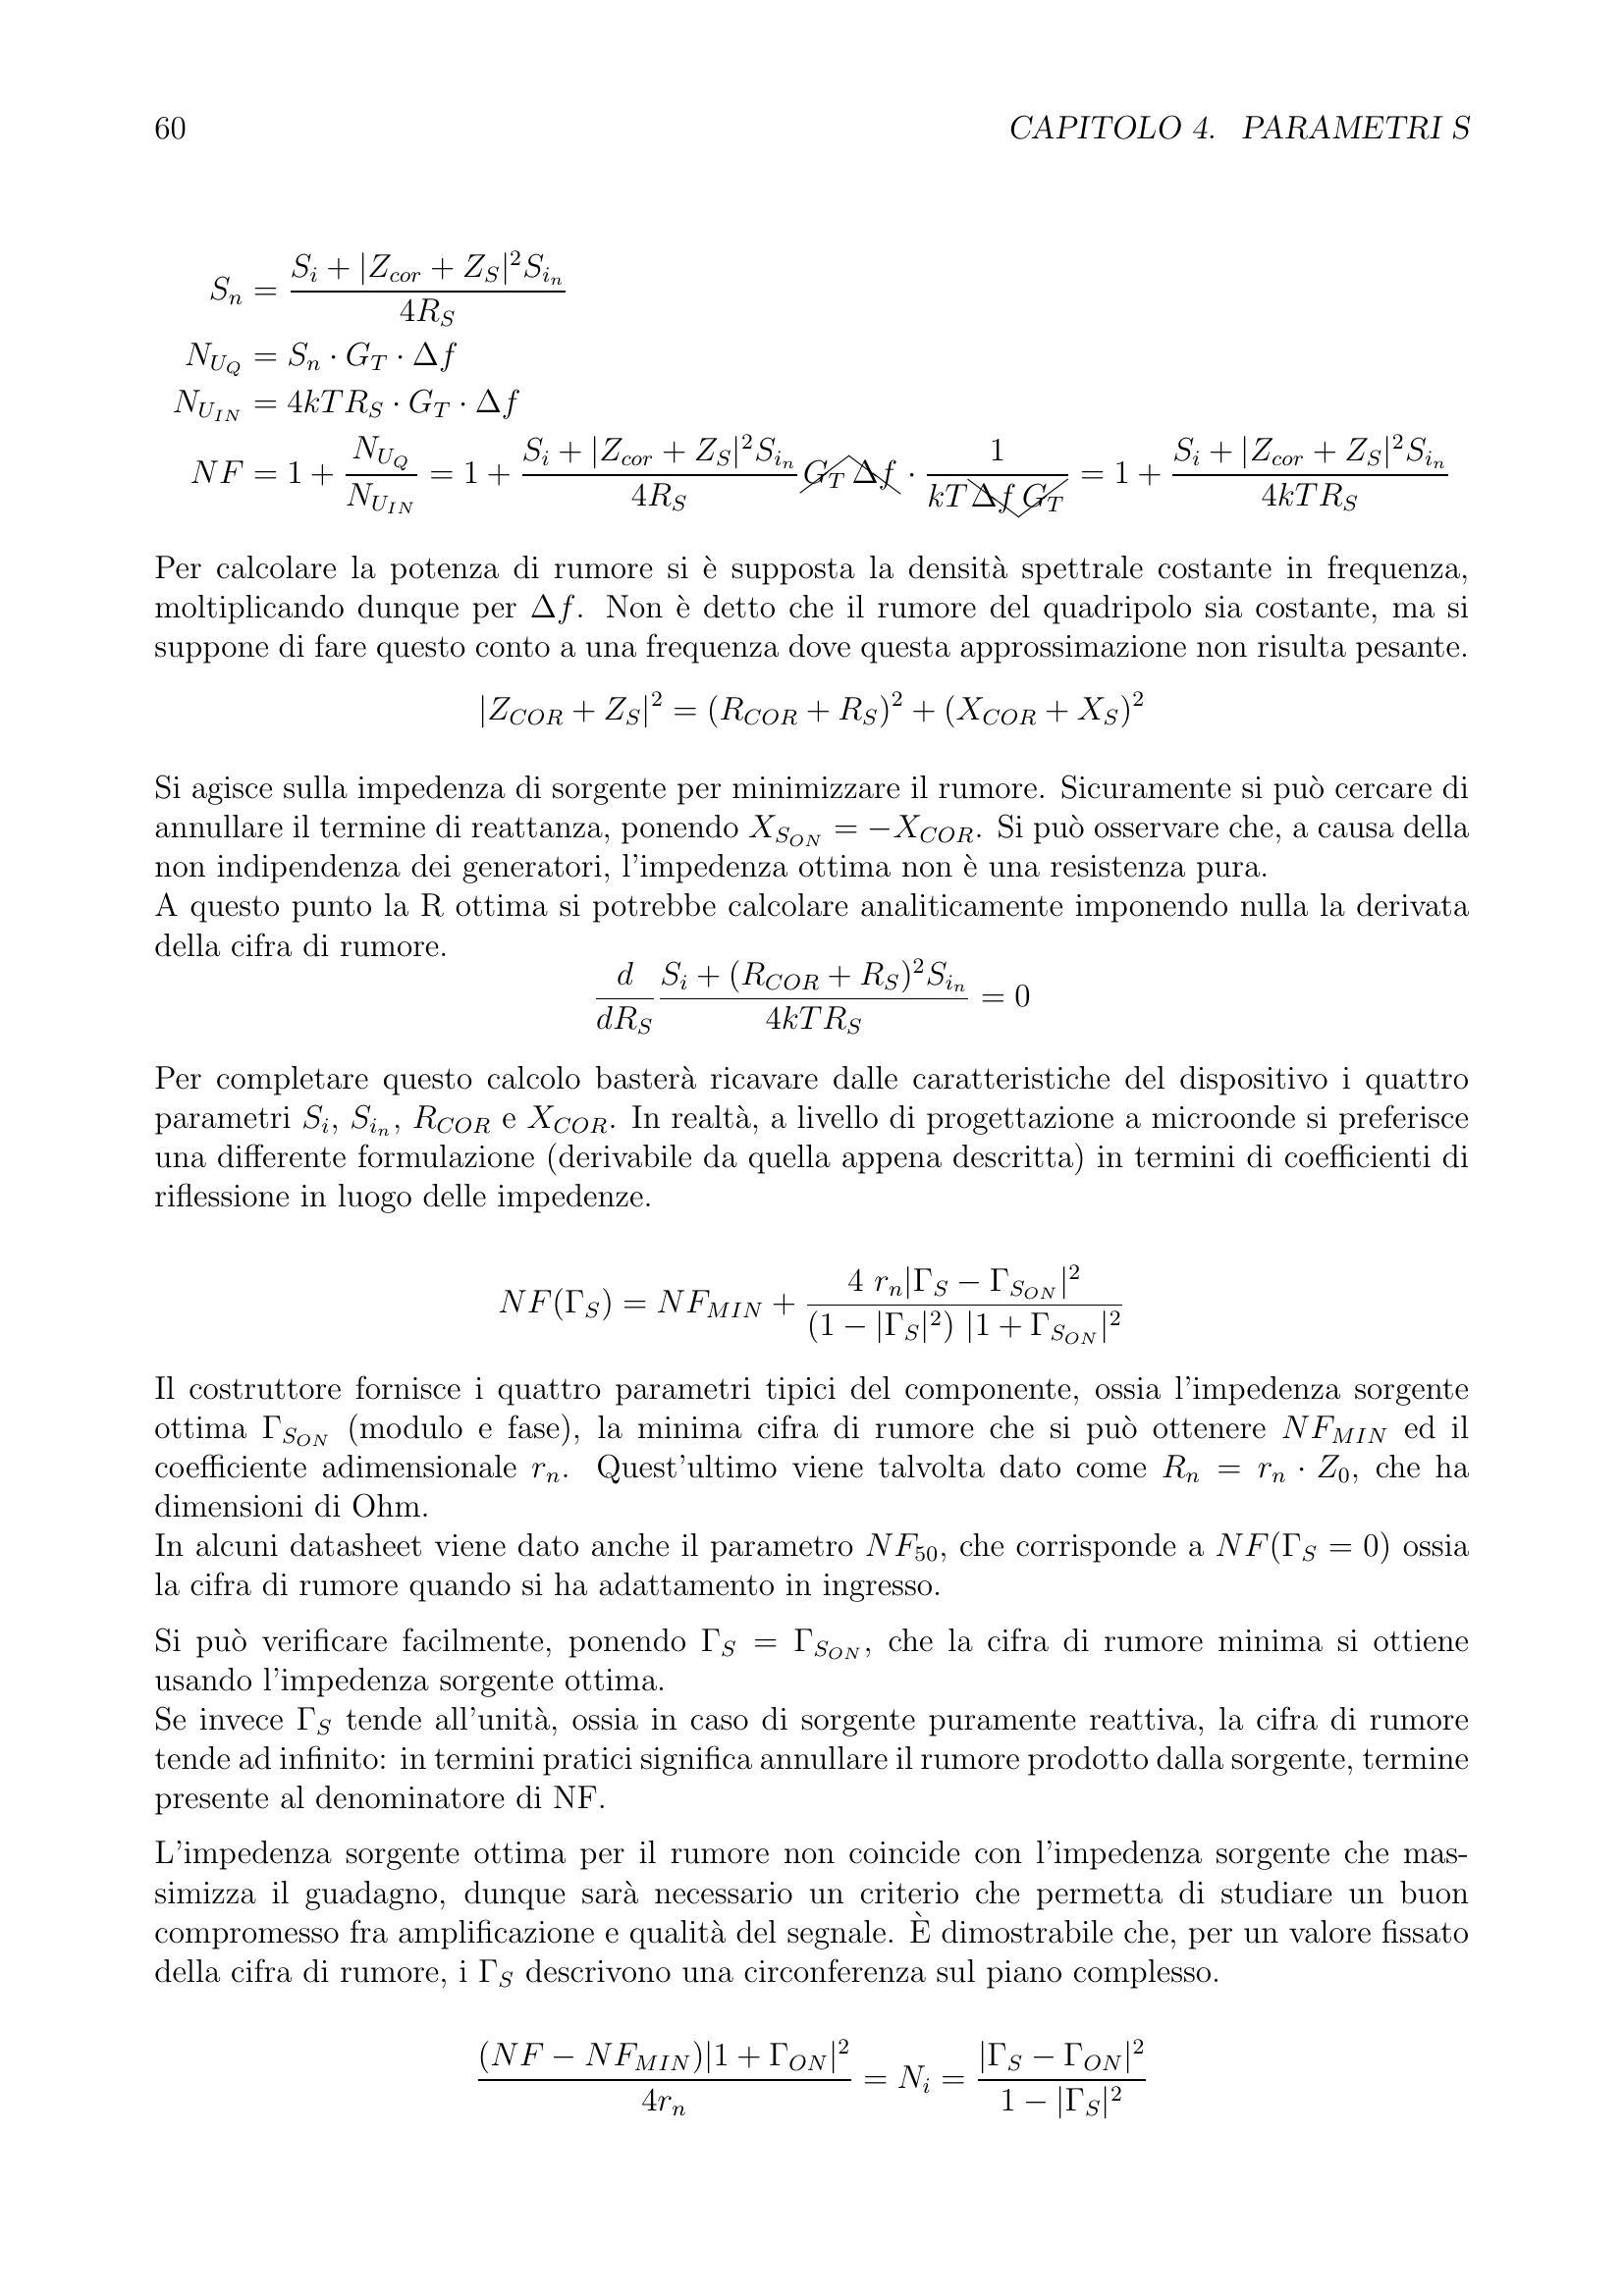 60 CAPITOLO 4. PARAMETRI S
$S_n = \frac{S_i + |Z_{cor} + Z_S|^2 S_{i_n}}{4R_S}$
$N_{U_Q} = S_n \cdot G_T \cdot \Delta f$
$N_{U_{IN}} = 4kTR_S \cdot G_T \cdot \Delta f$
$NF = 1 + \frac{N_{U_Q}}{N_{U_{IN}}} = 1 + \frac{S_i + |Z_{cor} + Z_S|^2 S_{i_n}}{4R_S} \cancel{G_T} \cancel{\Delta f} \cdot \frac{1}{kT \cancel{\Delta f} \cancel{G_T}} = 1 + \frac{S_i + |Z_{cor} + Z_S|^2 S_{i_n}}{4kTR_S}$
Per calcolare la potenza di rumore si è supposta la densità spettrale costante in frequenza,
moltiplicando dunque per $\Delta f$. Non è detto che il rumore del quadripolo sia costante, ma si
suppone di fare questo conto a una frequenza dove questa approssimazione non risulta pesante.
$|Z_{COR} + Z_S|^2 = (R_{COR} + R_S)^2 + (X_{COR} + X_S)^2$
Si agisce sulla impedenza di sorgente per minimizzare il rumore. Sicuramente si può cercare di
annullare il termine di reattanza, ponendo $X_{S_{ON}} = -X_{COR}$. Si può osservare che, a causa della
non indipendenza dei generatori, l'impedenza ottima non è una resistenza pura.
A questo punto la R ottima si potrebbe calcolare analiticamente imponendo nulla la derivata
della cifra di rumore.
$\frac{d}{dR_S} \frac{S_i + (R_{COR} + R_S)^2 S_{i_n}}{4kTR_S} = 0$
Per completare questo calcolo basterà ricavare dalle caratteristiche del dispositivo i quattro
parametri $S_i$, $S_{i_n}$, $R_{COR}$ e $X_{COR}$. In realtà, a livello di progettazione a microonde si preferisce
una differente formulazione (derivabile da quella appena descritta) in termini di coefficienti di
riflessione in luogo delle impedenze.
$NF(\Gamma_S) = NF_{MIN} + \frac{4\ r_n |\Gamma_S - \Gamma_{S_{ON}}|^2}{(1 - |\Gamma_S|^2)\ |1 + \Gamma_{S_{ON}}|^2}$
Il costruttore fornisce i quattro parametri tipici del componente, ossia l'impedenza sorgente
ottima $\Gamma_{S_{ON}}$ (modulo e fase), la minima cifra di rumore che si può ottenere $NF_{MIN}$ ed il
coefficiente adimensionale $r_n$. Quest'ultimo viene talvolta dato come $R_n = r_n \cdot Z_0$, che ha
dimensioni di Ohm.
In alcuni datasheet viene dato anche il parametro $NF_{50}$, che corrisponde a $NF(\Gamma_S = 0)$ ossia
la cifra di rumore quando si ha adattamento in ingresso.
Si può verificare facilmente, ponendo $\Gamma_S = \Gamma_{S_{ON}}$, che la cifra di rumore minima si ottiene
usando l'impedenza sorgente ottima.
Se invece $\Gamma_S$ tende all'unità, ossia in caso di sorgente puramente reattiva, la cifra di rumore
tende ad infinito: in termini pratici significa annullare il rumore prodotto dalla sorgente, termine
presente al denominatore di NF.
L'impedenza sorgente ottima per il rumore non coincide con l'impedenza sorgente che mas-
simizza il guadagno, dunque sarà necessario un criterio che permetta di studiare un buon
compromesso fra amplificazione e qualità del segnale. È dimostrabile che, per un valore fissato
della cifra di rumore, i $\Gamma_S$ descrivono una circonferenza sul piano complesso.
$\frac{(NF - NF_{MIN})|1 + \Gamma_{ON}|^2}{4r_n} = N_i = \frac{|\Gamma_S - \Gamma_{ON}|^2}{1 - |\Gamma_S|^2}$